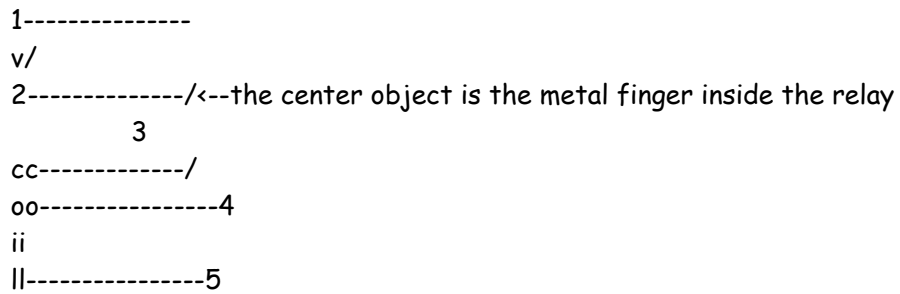 1---------------
v/
2--------------/<--the center object is the metal finger inside the relay
3
cc-------------/
oo----------------4
ii
ll----------------5